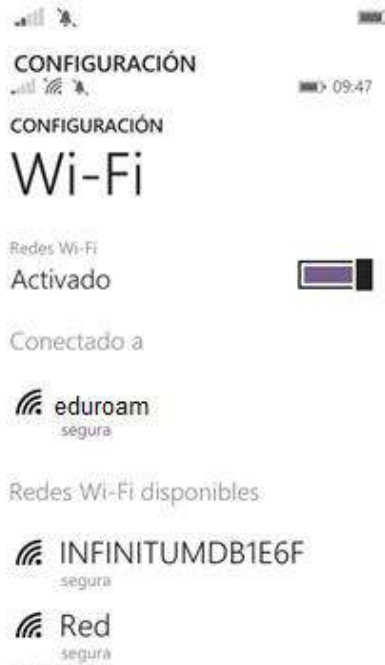 CONFIGURACIÓN
09:47
CONFIGURACIÓN
Wi-Fi
Redes Wi-Fi
Activado
Conectado a
eduroam
segura
Redes Wi-Fi disponibles
INFINITUMDB1E6F
segura
Red
segura